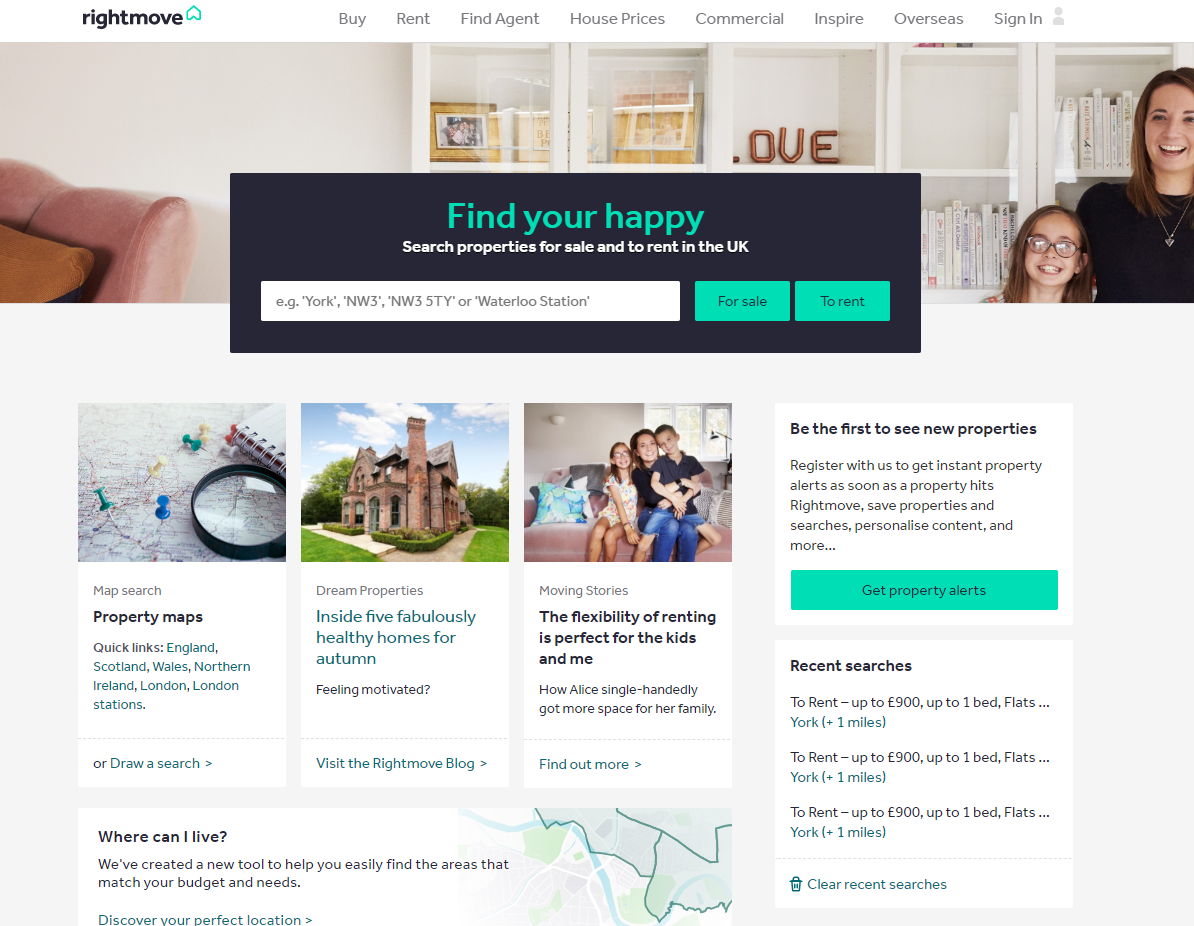 rightmove
Buy
Rent
Find Agent
House Prices
Commercial
Inspire
Overseas
Sign In
LOVE
Find your happy
Search properties for sale and to rent in the UK
e.g. 'York', 'NW3', 'NW3 5TY' or 'Waterloo Station'
For sale
To rent
Map search
Property maps
Quick links: England,
Scotland, Wales, Northern
Ireland, London, London
stations.
or Draw a search >
Dream Properties
Inside five fabulously
healthy homes for
autumn
Feeling motivated?
Visit the Rightmove Blog >
Moving Stories
The flexibility of renting
is perfect for the kids
and me
How Alice single-handedly
got more space for her family.
Find out more >
Be the first to see new properties
Register with us to get instant property
alerts as soon as a property hits
Rightmove, save properties and
searches, personalise content, and
more...
Get property alerts
Recent searches
To Rent – up to £900, up to 1 bed, Flats ...
York (+ 1 miles)
To Rent – up to £900, up to 1 bed, Flats ...
York (+ 1 miles)
To Rent – up to £900, up to 1 bed, Flats ...
York (+ 1 miles)
Clear recent searches
Where can I live?
We've created a new tool to help you easily find the areas that
match your budget and needs.
Discover your perfect location >